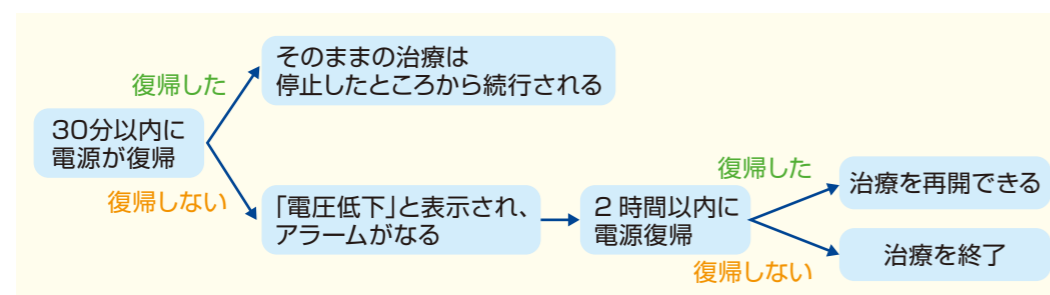 そのままの治療は
停止したところから続行される
復帰した
30分以内に
電源が復帰
復帰しない
「電圧低下」と表示され、
アラームがなる
2時間以内に
電源復帰
復帰した
治療を再開できる
復帰しない
治療を終了